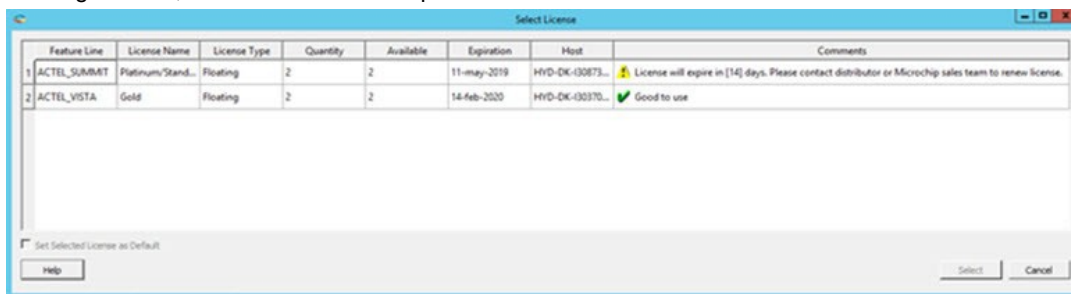 Select License
Feature Line License Name License Type Quantity Available Expiration Host Comments
1 ACTEL_SUMMIT Platinum/Stand... Floating 2 2 11-may-2019 HYD-DK-I30873... License will expire in [14] days. Please contact distributor or Microchip sales team to renew license.
2 ACTEL_VISTA Gold Floating 2 2 14-feb-2020 HYD-DK-I30370... Good to use
Set Selected License as Default
Help Select Cancel